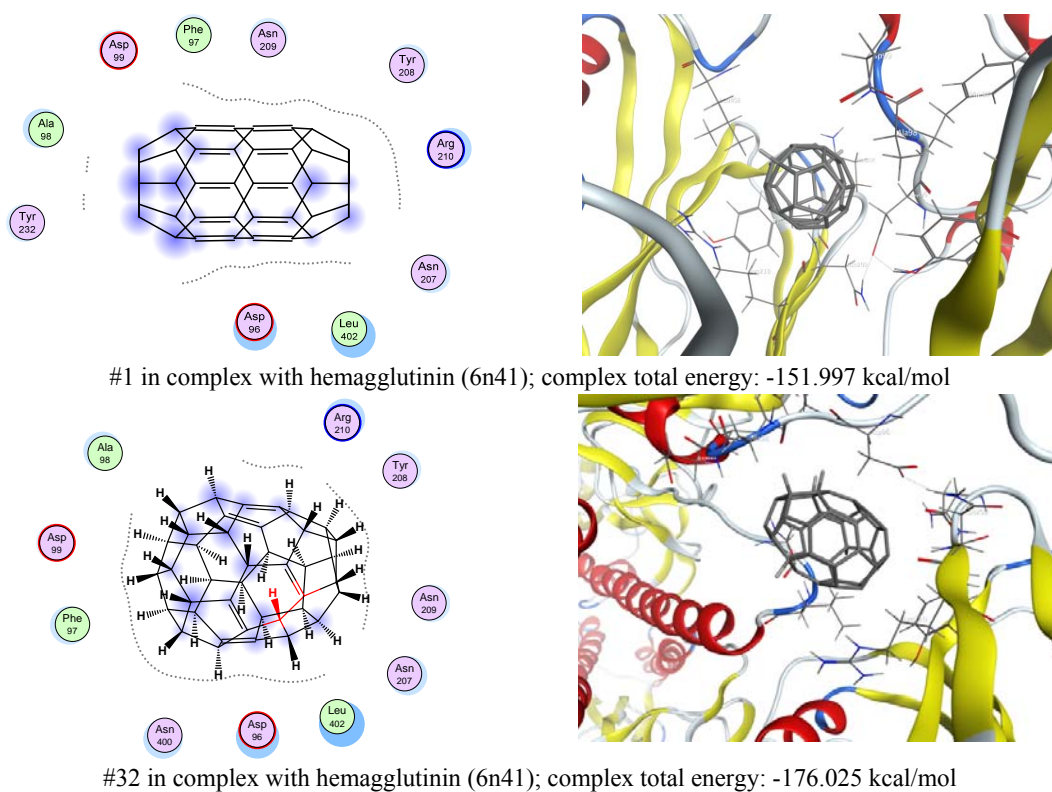 Phe
97
Asn
209
Asp
99
Tyr
208
Ala
98
Arg
210
Tyr
232
Asn
207
Asp
96
Leu
402
Ala98
#1 in complex with hemagglutinin (6n41); complex total energy: -151.997 kcal/mol
Arg
210
Ala
98
Tyr
208
H H
H H H H
H H H
Asp
99
H H H
H H H
H H H
Asn
209
Phe
97
H H H H H H
H H
Asn
207
Leu
402
Asn
400
Asp
96
#32 in complex with hemagglutinin (6n41); complex total energy: -176.025 kcal/mol